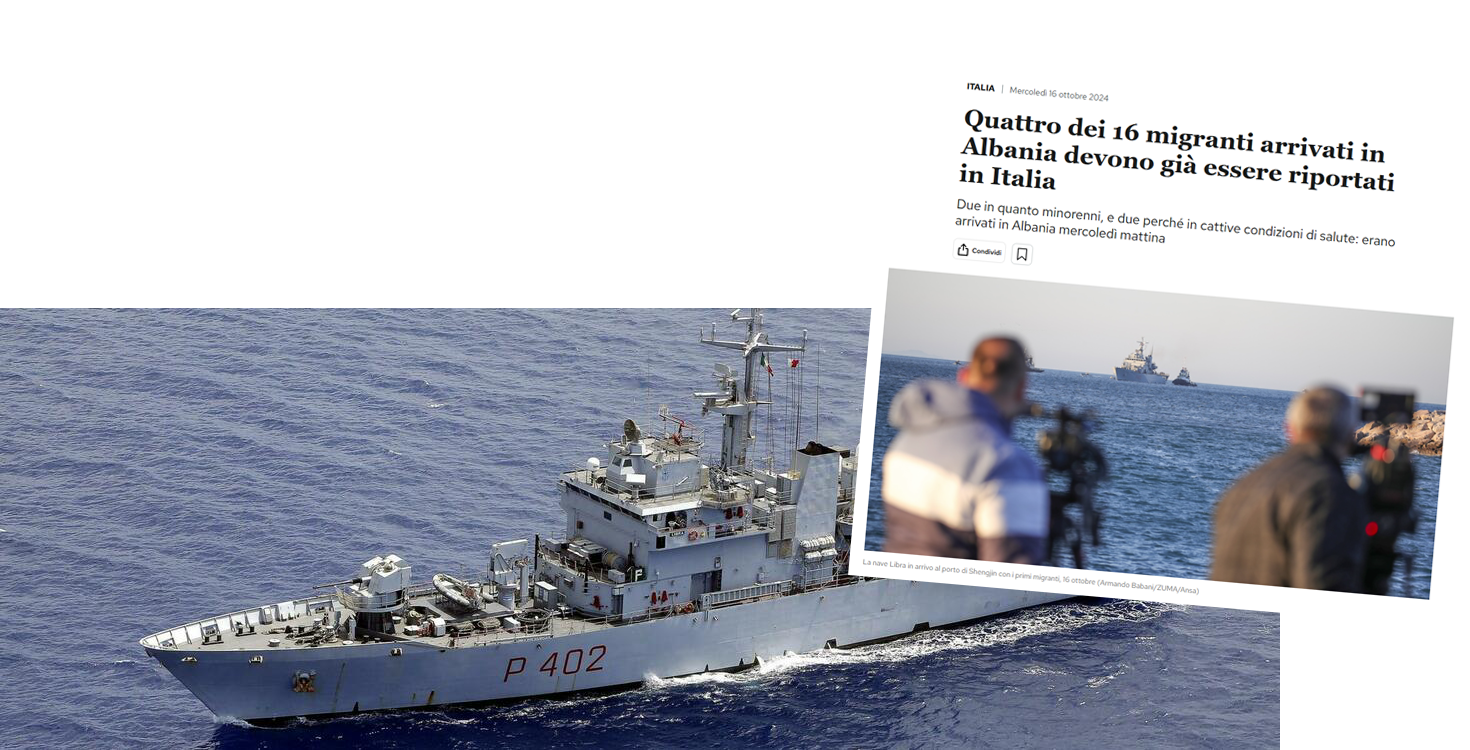 ITALIA | Mercoledì 16 ottobre 2024
Quattro dei 16 migranti arrivati in
Albania devono già essere riportati
in Italia
Due in quanto minorenni, e due perché in cattive condizioni di salute: erano
arrivati in Albania mercoledì mattina
Condividi
La nave Libra in arrivo al porto di Shengjin con i primi migranti, 16 ottobre (Armando Babani/ZUMA/Ansa)
P 402